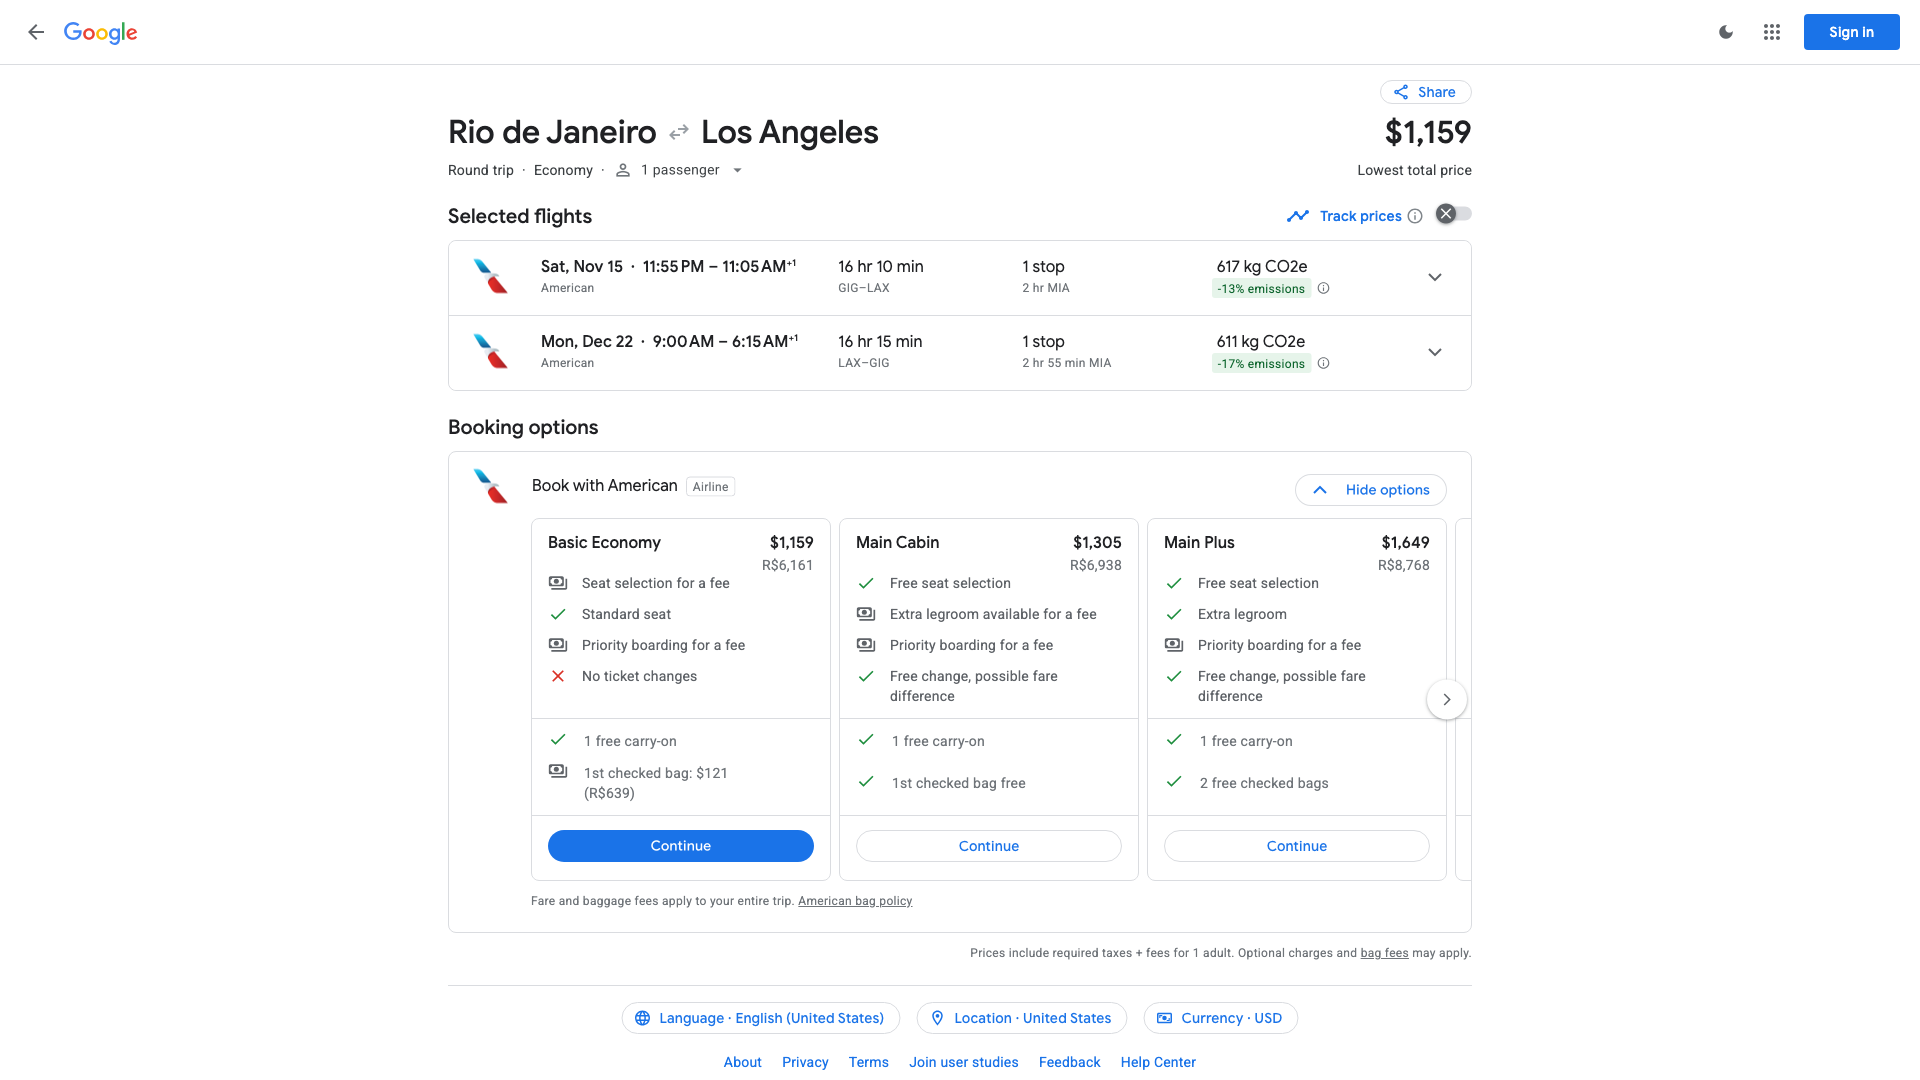 Google
Sign in
Share
Rio de Janeiro Los Angeles
$1,159
Round trip · Economy · 1 passenger
Lowest total price
Selected flights
Track prices
Sat, Nov 15 · 11:55 PM – 11:05 AM+1
16 hr 10 min
1 stop
617 kg CO2e
American
GIG–LAX
2 hr MIA
-13% emissions
Mon, Dec 22 · 9:00 AM – 6:15 AM+1
16 hr 15 min
1 stop
611 kg CO2e
American
LAX–GIG
2 hr 55 min MIA
-17% emissions
Booking options
Book with American
Airline
Hide options
Basic Economy
$1,159
R$6,161
Seat selection for a fee
Standard seat
Priority boarding for a fee
No ticket changes
1 free carry-on
1st checked bag: $121
(R$639)
Continue
Main Cabin
$1,305
R$6,938
Free seat selection
Extra legroom available for a fee
Priority boarding for a fee
Free change, possible fare
difference
1 free carry-on
1st checked bag free
Continue
Main Plus
$1,649
R$8,768
Free seat selection
Extra legroom
Priority boarding for a fee
Free change, possible fare
difference
1 free carry-on
2 free checked bags
Continue
Fare and baggage fees apply to your entire trip. American bag policy
Prices include required taxes + fees for 1 adult. Optional charges and bag fees may apply.
Language · English (United States)
Location · United States
Currency · USD
About
Privacy
Terms
Join user studies
Feedback
Help Center